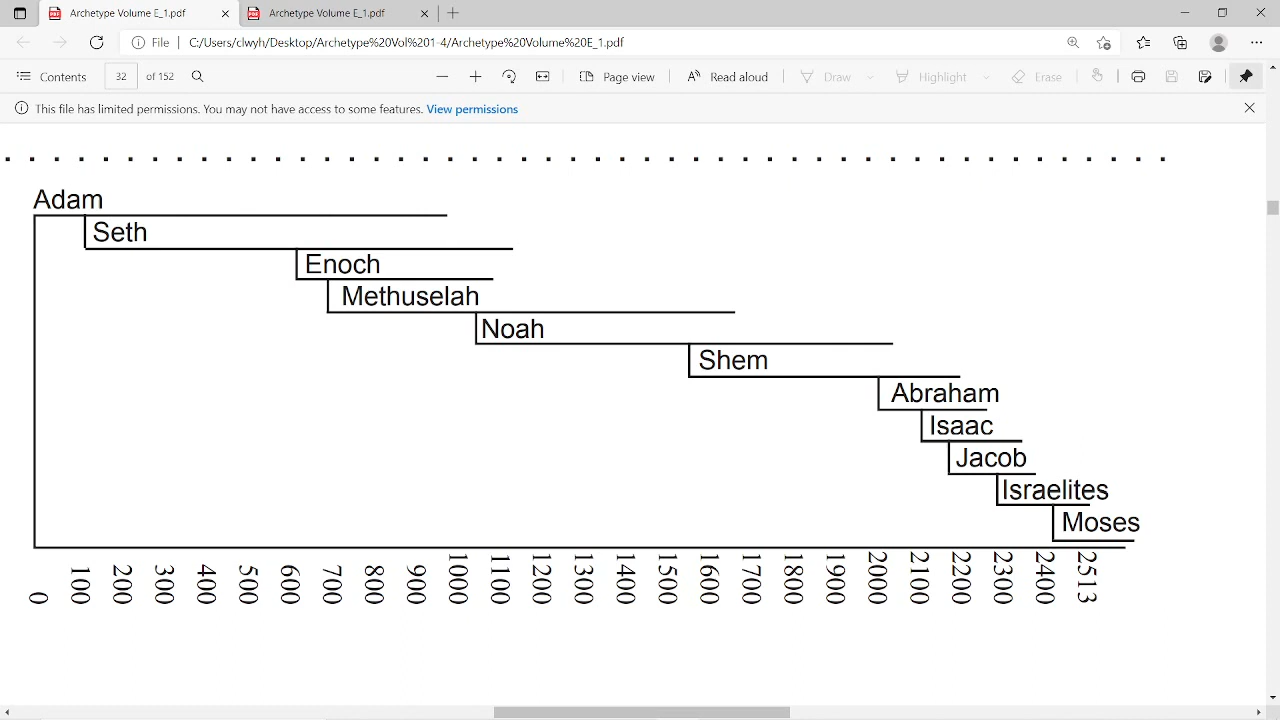 Archetype Volume E_1.pdf
Archetype Volume E_1.pdf
File | C:/Users/clwyh/Desktop/Archetype%20Vol%201-4/Archetype%20Volume%20E_1.pdf
Contents 32 of 152 Page view Read aloud Draw Highlight Erase
This file has limited permissions. You may not have access to some features. View permissions
Adam
Seth
Enoch
Methuselah
Noah
Shem
Abraham
Isaac
Jacob
Israelites
Moses
0 100 200 300 400 500 600 700 800 900 1000 1100 1200 1300 1400 1500 1600 1700 1800 1900 2000 2100 2200 2300 2400 2513